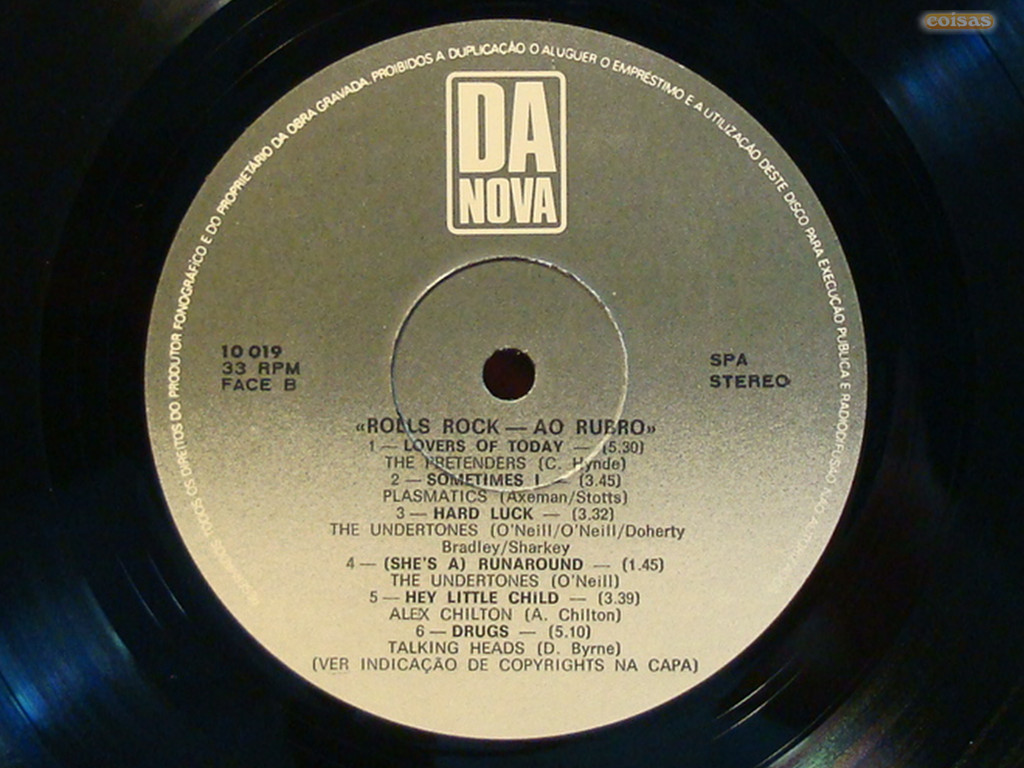 coisas
TODOS OS DIREITOS DO PRODUTOR FONOGRÁFICO E DO PROPRIETÁRIO DA OBRA GRAVADA. PROIBIDOS A DUPLICAÇÃO O ALUGUER O EMPRÉSTIMO E A UTILIZAÇÃO DESTE DISCO PARA EXECUÇÃO PUBLICA E RADIODIFUSÃO NÃO
DA
NOVA
10 019
33 RPM
FACE B
SPA
STEREO
«ROLLS ROCK — AO RUBRO»
1 — LOVERS OF TODAY — (5.30)
THE PRETENDERS (C. Hynde)
2 — SOMETIMES I — (3.45)
PLASMATICS (Axeman/Stotts)
3 — HARD LUCK — (3.32)
THE UNDERTONES (O'Neill/O'Neill/Doherty
Bradley/Sharkey
4 — (SHE'S A) RUNAROUND — (1.45)
THE UNDERTONES (O'Neill)
5 — HEY LITTLE CHILD — (3.39)
ALEX CHILTON (A. Chilton)
6 — DRUGS — (5.10)
TALKING HEADS (D. Byrne)
(VER INDICAÇÃO DE COPYRIGHTS NA CAPA)